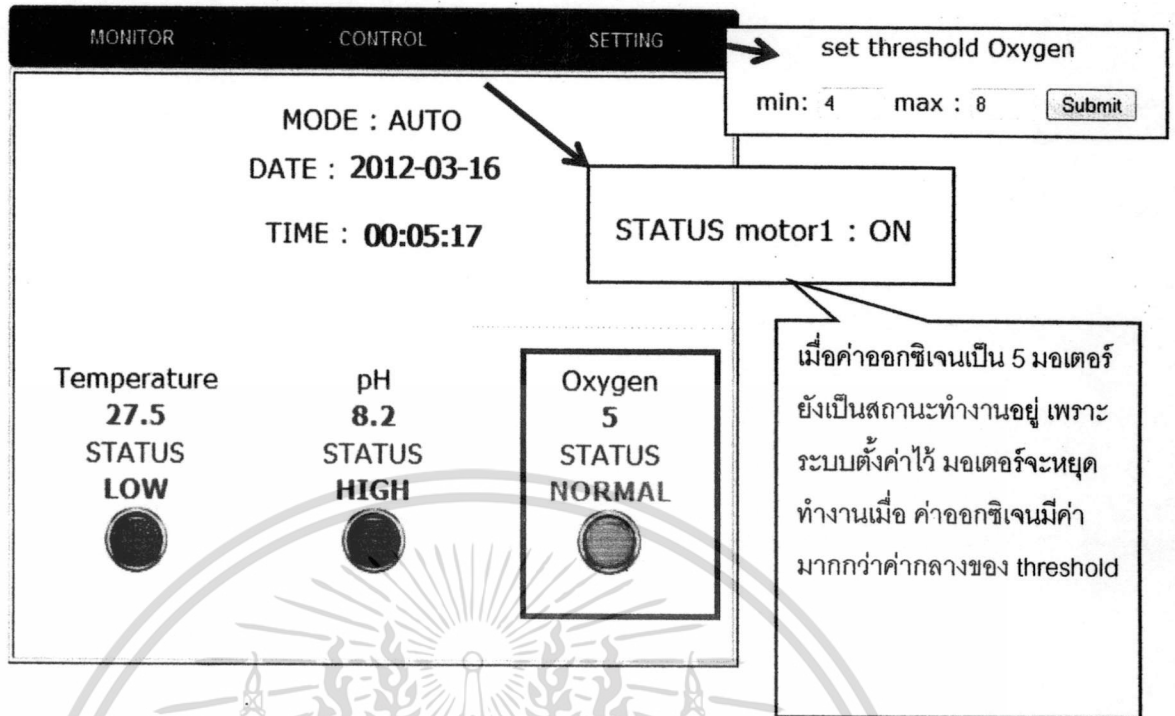 MONITOR CONTROL SETTING
set threshold Oxygen
min: 4 max : 8 Submit
MODE : AUTO
DATE : 2012-03-16
TIME : 00:05:17
STATUS motor1 : ON
Temperature
27.5
STATUS
LOW
pH
8.2
STATUS
HIGH
Oxygen
5
STATUS
NORMAL
เมื่อค่าออกซิเจนเป็น 5 มอเตอร์
ยังเป็นสถานะทำงานอยู่ เพราะ
ระบบตั้งค่าไว้ มอเตอร์จะหยุด
ทำงานเมื่อ ค่าออกซิเจนมีค่า
มากกว่าค่ากลางของ threshold